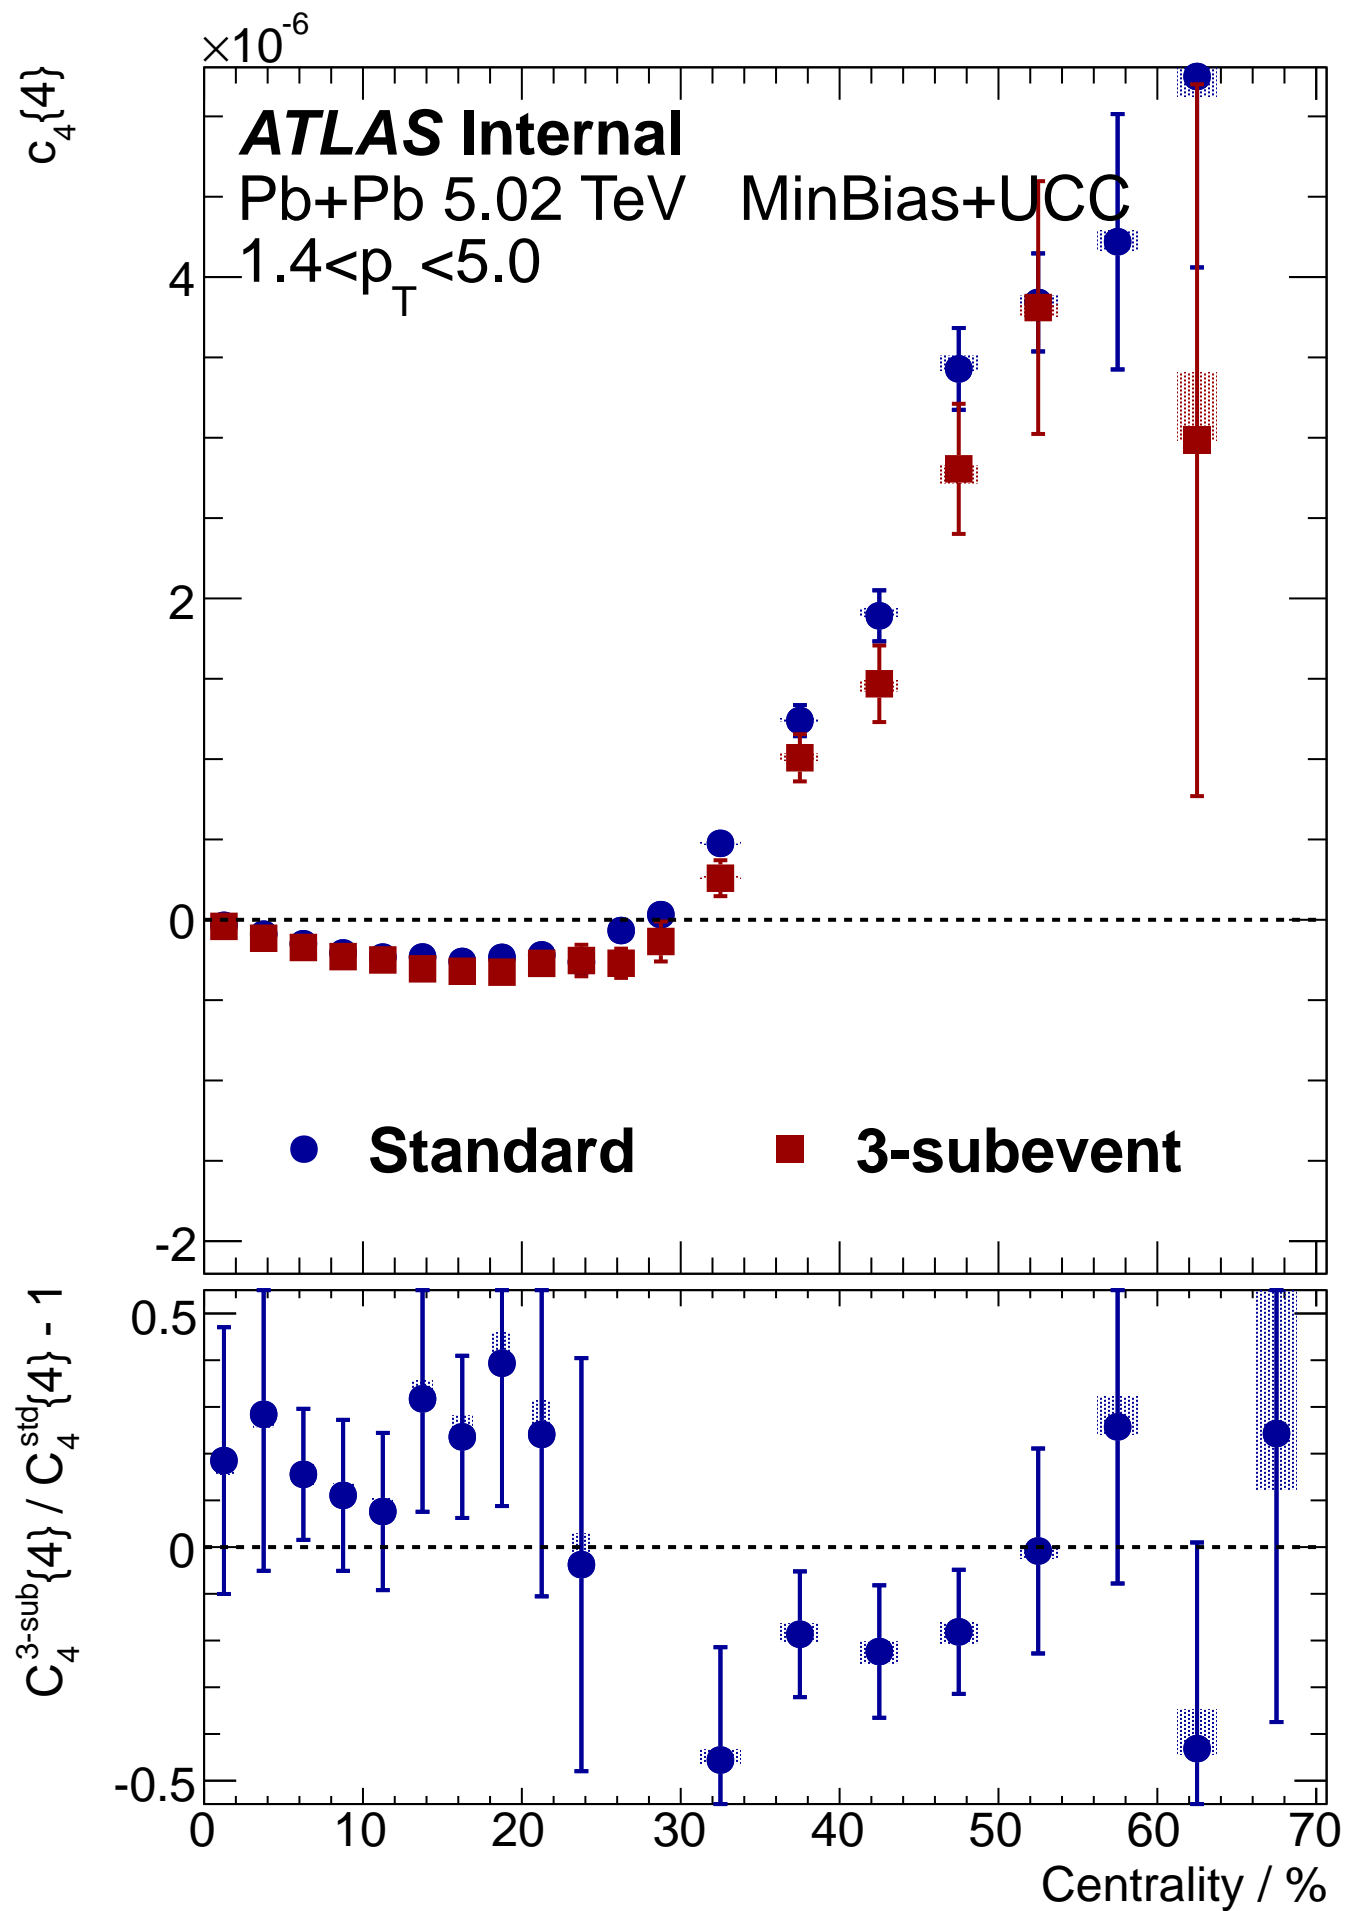 ×10-6
c4{4}
ATLAS Internal
Pb+Pb 5.02 TeV MinBias+UCC
1.4<pT<5.0
4
2
0
-2
Standard
3-subevent
C4 3-sub{4} / C4 std{4} - 1
0.5
0
-0.5
0 10 20 30 40 50 60 70
Centrality / %